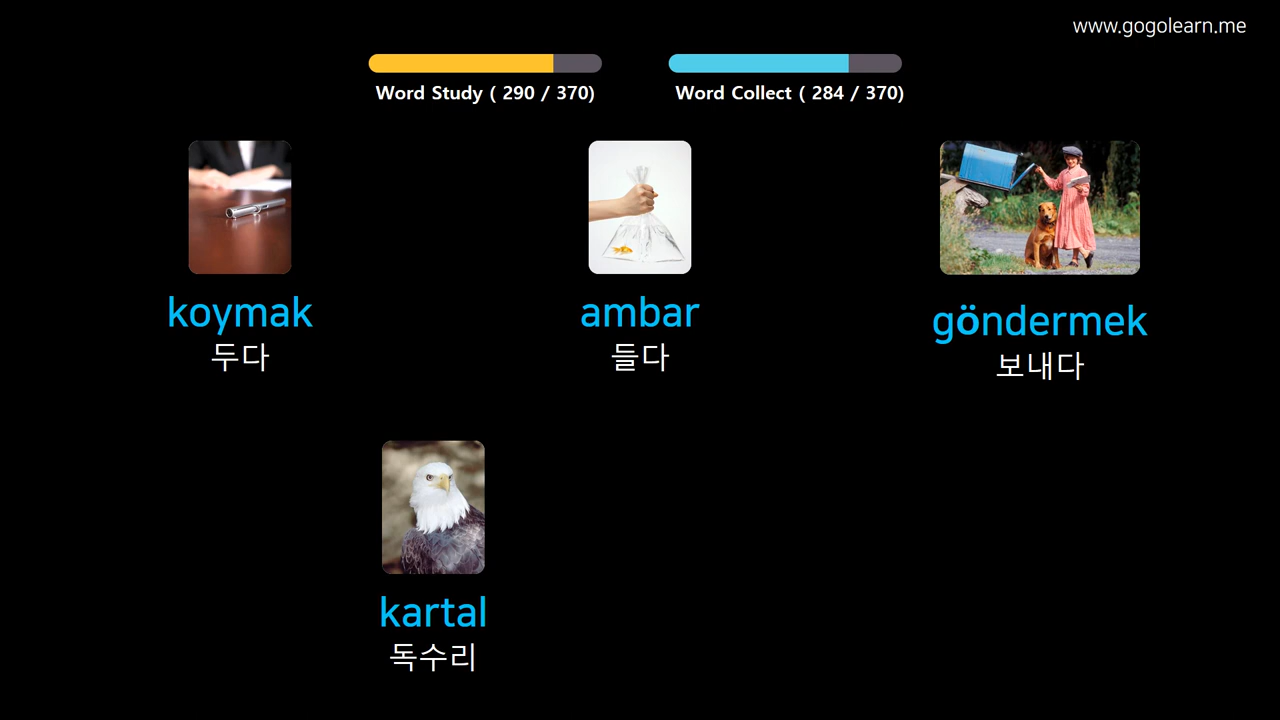 www.gogolearn.me
Word Study ( 290 / 370)
Word Collect ( 284 / 370)
koymak
두다
ambar
들다
göndermek
보내다
kartal
독수리